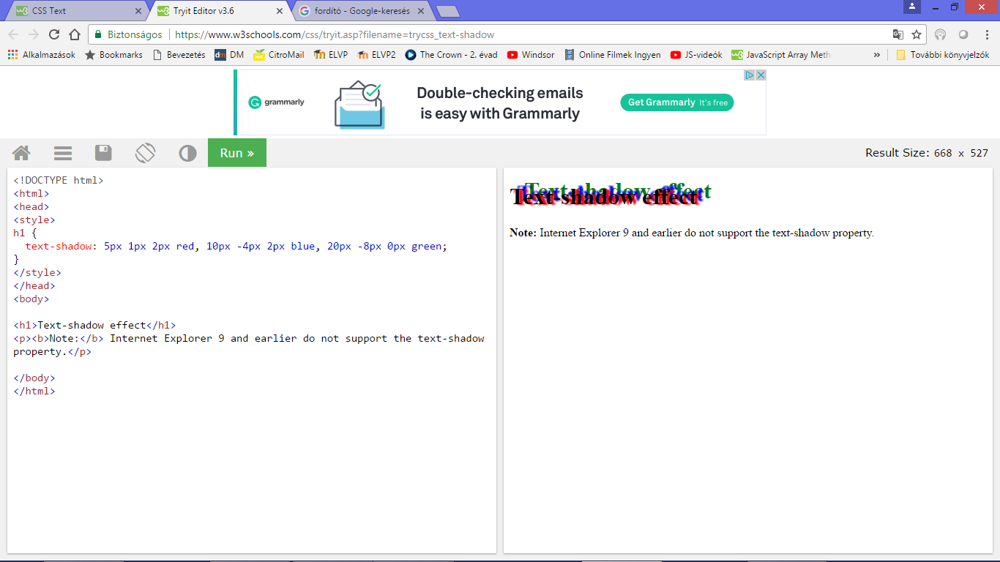 CSS Text
Tryit Editor v3.6
fordító - Google-keresés
Biztonságos
https://www.w3schools.com/css/tryit.asp?filename=trycss_text-shadow
Alkalmazások
Bookmarks
Bevezetés
dm DM
CitroMail
ELVP
ELVP2
The Crown - 2. évad
Windsor
Online Filmek Ingyen
JS-videók
JavaScript Array Meth
»
További könyvjelzők
grammarly
Double-checking emails
is easy with Grammarly
Get Grammarly It's free
Run »
Result Size: 668 x 527
<!DOCTYPE html>
<html>
<head>
<style>
h1 {
  text-shadow: 5px 1px 2px red, 10px -4px 2px blue, 20px -8px 0px green;
}
</style>
</head>
<body>

<h1>Text-shadow effect</h1>
<p><b>Note:</b> Internet Explorer 9 and earlier do not support the text-shadow
property.</p>

</body>
</html>
Text-shadow effect
Note: Internet Explorer 9 and earlier do not support the text-shadow property.